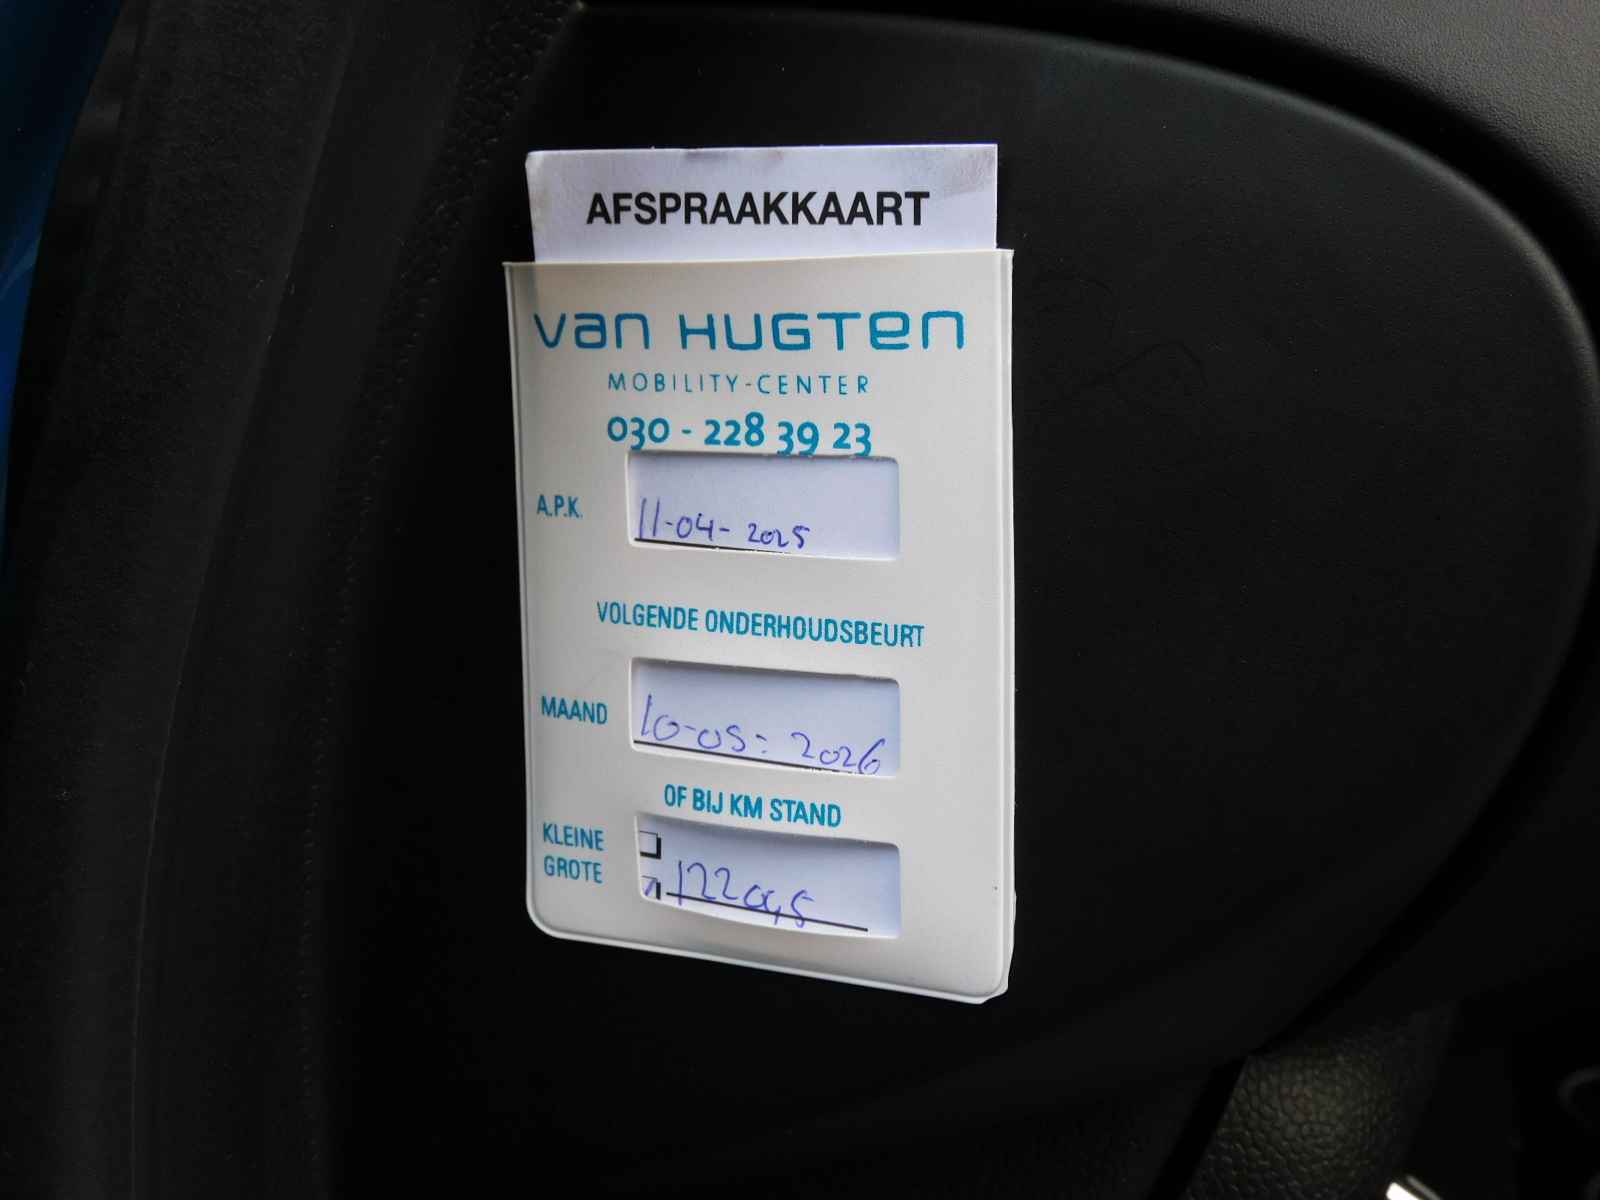 AFSPRAAKKAART
van HUGTen
MOBILITY-CENTER
030 - 228 39 23
A.P.K. 11-04-2025
VOLGENDE ONDERHOUDSBEURT
MAAND 10-05-2026
OF BIJ KM STAND
KLEINE
GROTE